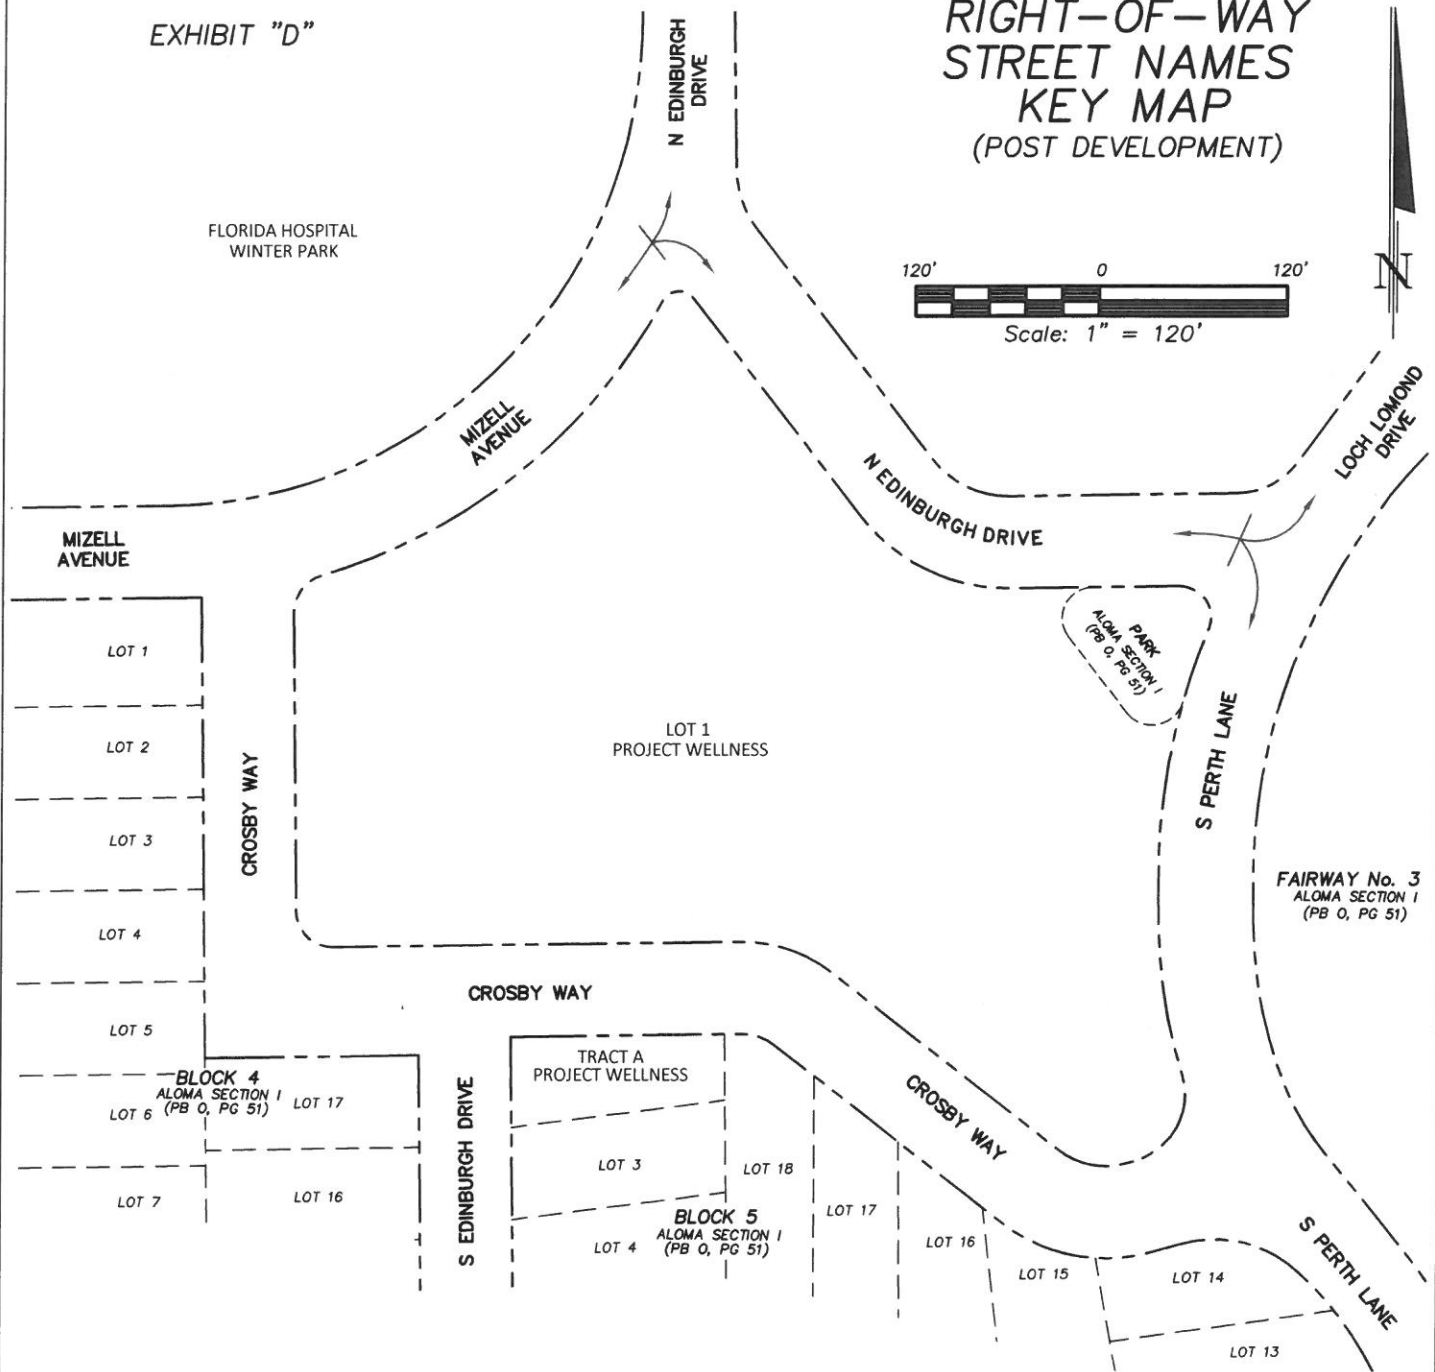 EXHIBIT "D"
RIGHT-OF-WAY
STREET NAMES
KEY MAP
(POST DEVELOPMENT)
N EDINBURGH
DRIVE
FLORIDA HOSPITAL
WINTER PARK
120'
0
120'
N
Scale: 1" = 120'
LOCH LOMOND
DRIVE
MIZELL
AVENUE
N EDINBURGH DRIVE
MIZELL
AVENUE
PARK
ALOMA SECTION I
(PB O, PG 51)
LOT 1
LOT 2
LOT 3
LOT 4
LOT 5
LOT 6
LOT 7
CROSBY WAY
LOT 1
PROJECT WELLNESS
S PERTH LANE
FAIRWAY No. 3
ALOMA SECTION I
(PB O, PG 51)
CROSBY WAY
TRACT A
PROJECT WELLNESS
BLOCK 4
ALOMA SECTION I
(PB O, PG 51)
LOT 17
LOT 16
S EDINBURGH DRIVE
LOT 3
LOT 4
BLOCK 5
ALOMA SECTION I
(PB O, PG 51)
CROSBY WAY
LOT 18
LOT 17
LOT 16
LOT 15
LOT 14
LOT 13
S PERTH LANE